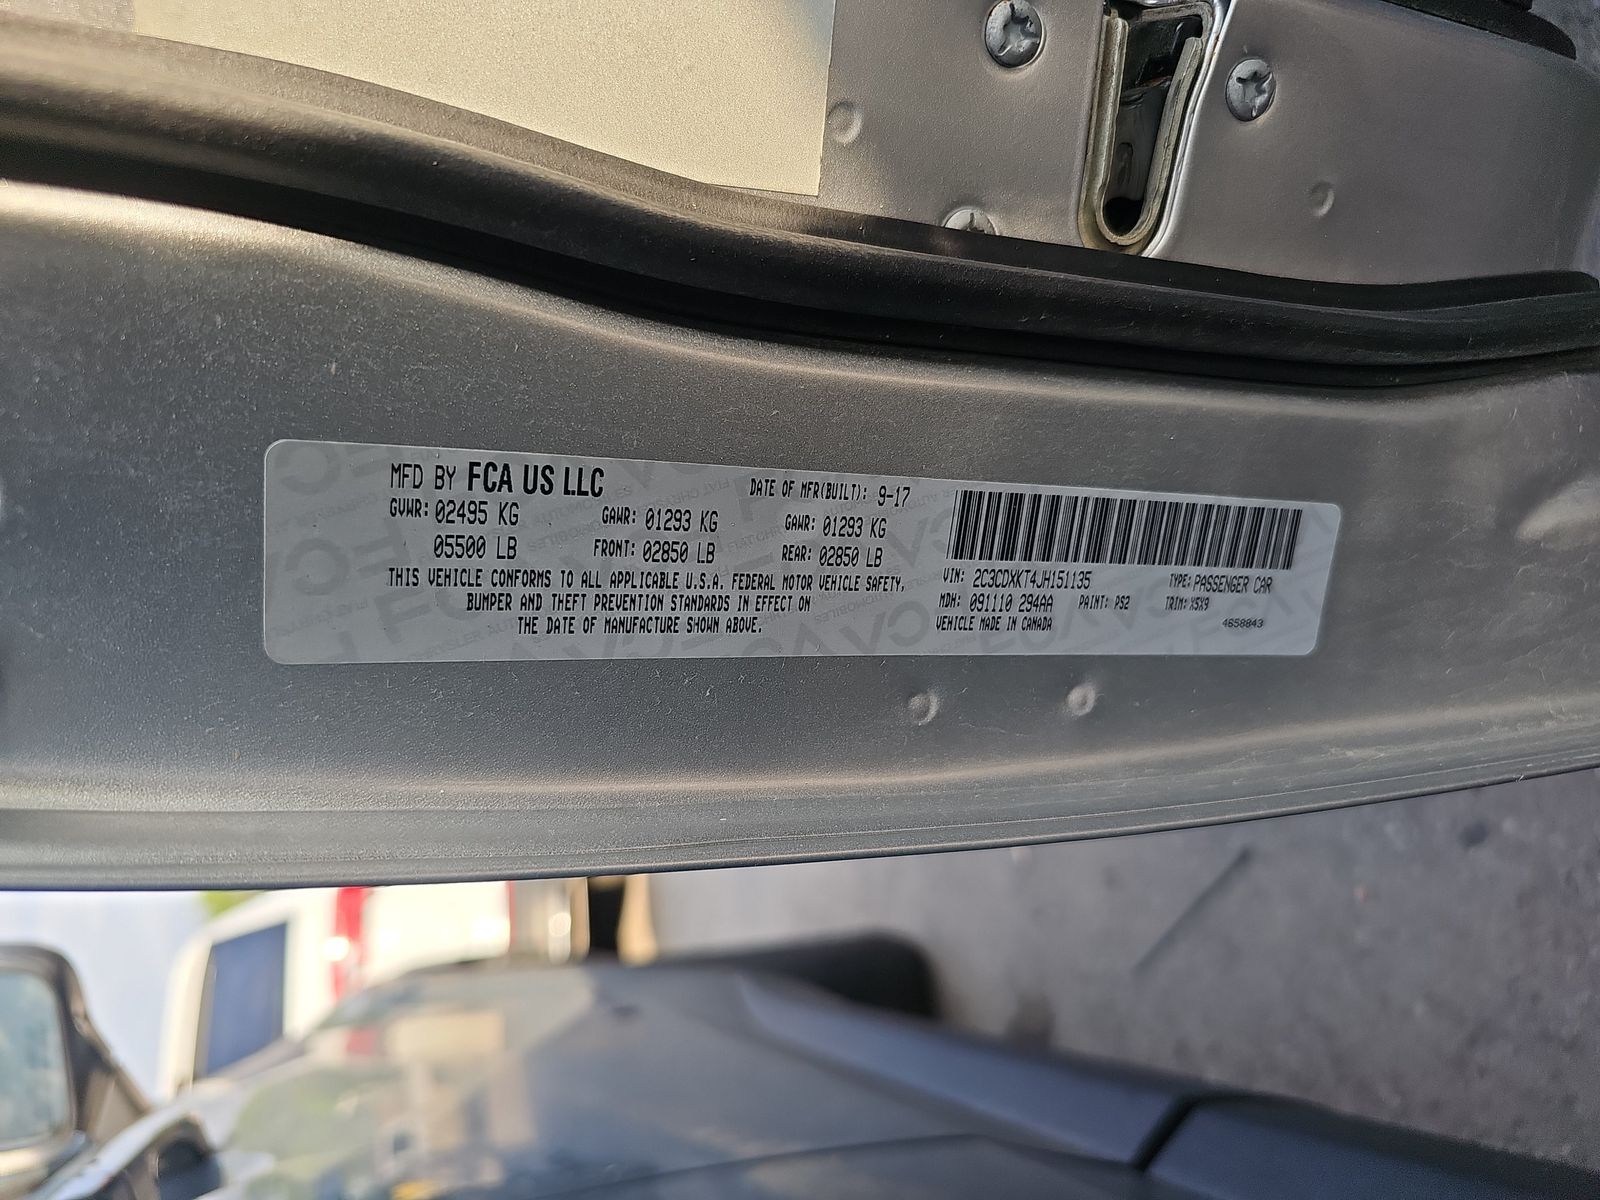 MFD BY FCA US LLC DATE OF MFR(BUILT): 9-17
GVWR: 02495 KG GAWR: 01293 KG GAWR: 01293 KG
05500 LB FRONT: 02850 LB REAR: 02850 LB
THIS VEHICLE CONFORMS TO ALL APPLICABLE U.S.A. FEDERAL MOTOR VEHICLE SAFETY,
BUMPER AND THEFT PREVENTION STANDARDS IN EFFECT ON
THE DATE OF MANUFACTURE SHOWN ABOVE.
VIN: 2C3CDXKT4JH151135 TYPE: PASSENGER CAR
MDH: 091110 294AA PAINT: PS2 TRIM: X5X9
VEHICLE MADE IN CANADA 4658843